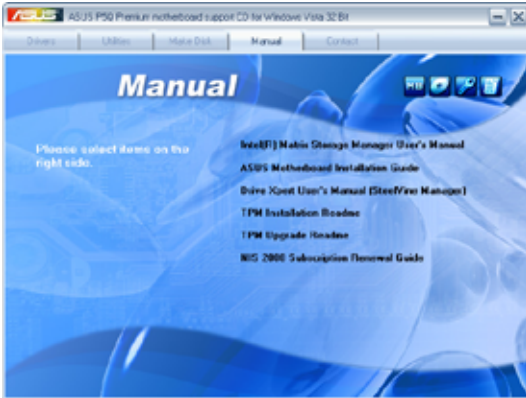 ASUS P5Q Premium motherboard support CD for Windows Vista 32 Bit
Drivers
Utilities
Make Disk
Manual
Contact
Manual
Please select items on the
right side.
Intel(R) Matrix Storage Manager User's Manual
ASUS Motherboard Installation Guide
Drive Xpert User's Manual (SteelVine Manager)
TPM Installation Readme
TPM Upgrade Readme
NIS 2008 Subscription Renewal Guide